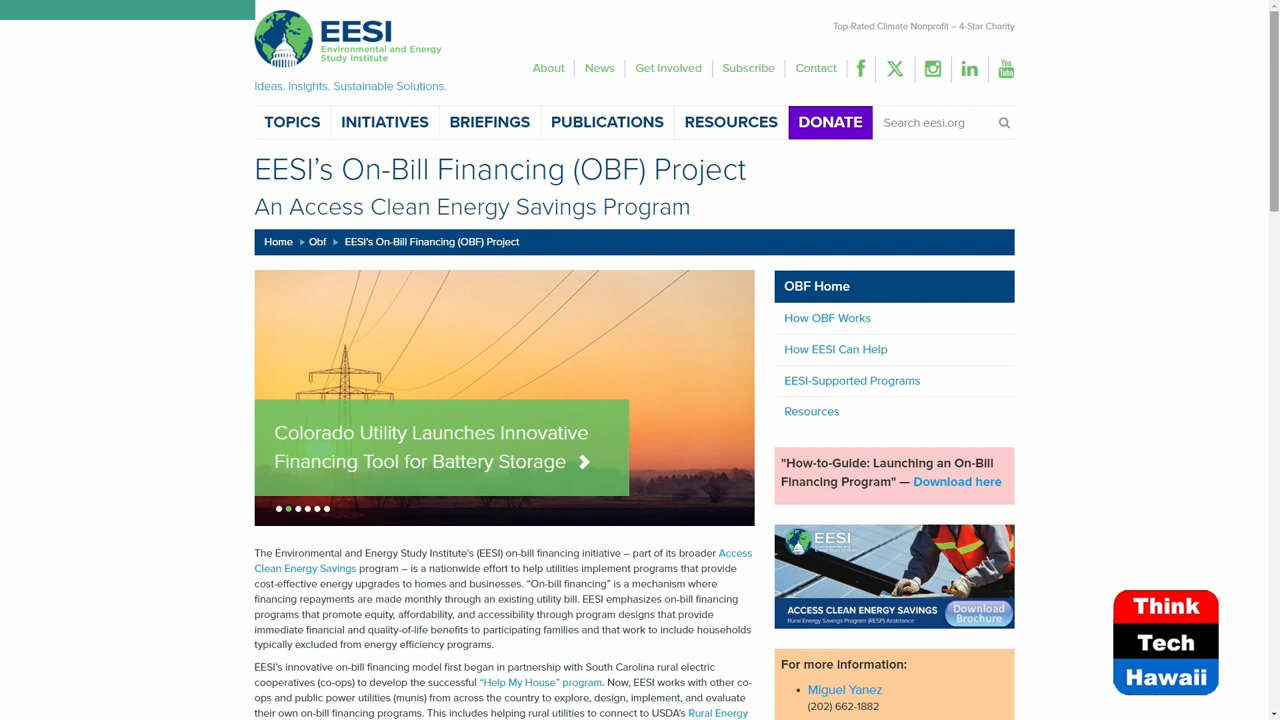 EESI
Environmental and Energy
Study Institute
Ideas. Insights. Sustainable Solutions.
Top-Rated Climate Nonprofit – 4-Star Charity
About News Get Involved Subscribe Contact
You
Tube
TOPICS INITIATIVES BRIEFINGS PUBLICATIONS RESOURCES DONATE Search eesi.org
EESI’s On-Bill Financing (OBF) Project
An Access Clean Energy Savings Program
Home Obf EESI’s On-Bill Financing (OBF) Project
Colorado Utility Launches Innovative
Financing Tool for Battery Storage
The Environmental and Energy Study Institute’s (EESI) on-bill financing initiative – part of its broader Access
Clean Energy Savings program – is a nationwide effort to help utilities implement programs that provide
cost-effective energy upgrades to homes and businesses. “On-bill financing” is a mechanism where
financing repayments are made monthly through an existing utility bill. EESI emphasizes on-bill financing
programs that promote equity, affordability, and accessibility through program designs that provide
immediate financial and quality-of-life benefits to participating families and that work to include households
typically excluded from energy efficiency programs.
EESI’s innovative on-bill financing model first began in partnership with South Carolina rural electric
cooperatives (co-ops) to develop the successful “Help My House” program. Now, EESI works with other co-
ops and public power utilities (munis) from across the country to explore, design, implement, and evaluate
their own on-bill financing programs. This includes helping rural utilities to connect to USDA’s Rural Energy
OBF Home
How OBF Works
How EESI Can Help
EESI-Supported Programs
Resources
"How-to-Guide: Launching an On-Bill
Financing Program" — Download here
EESI
ACCESS CLEAN ENERGY SAVINGS
Rural Energy Savings Program (RESP) Assistance
Download
Brochure
For more information:
• Miguel Yanez
(202) 662-1882
Think
Tech
Hawaii